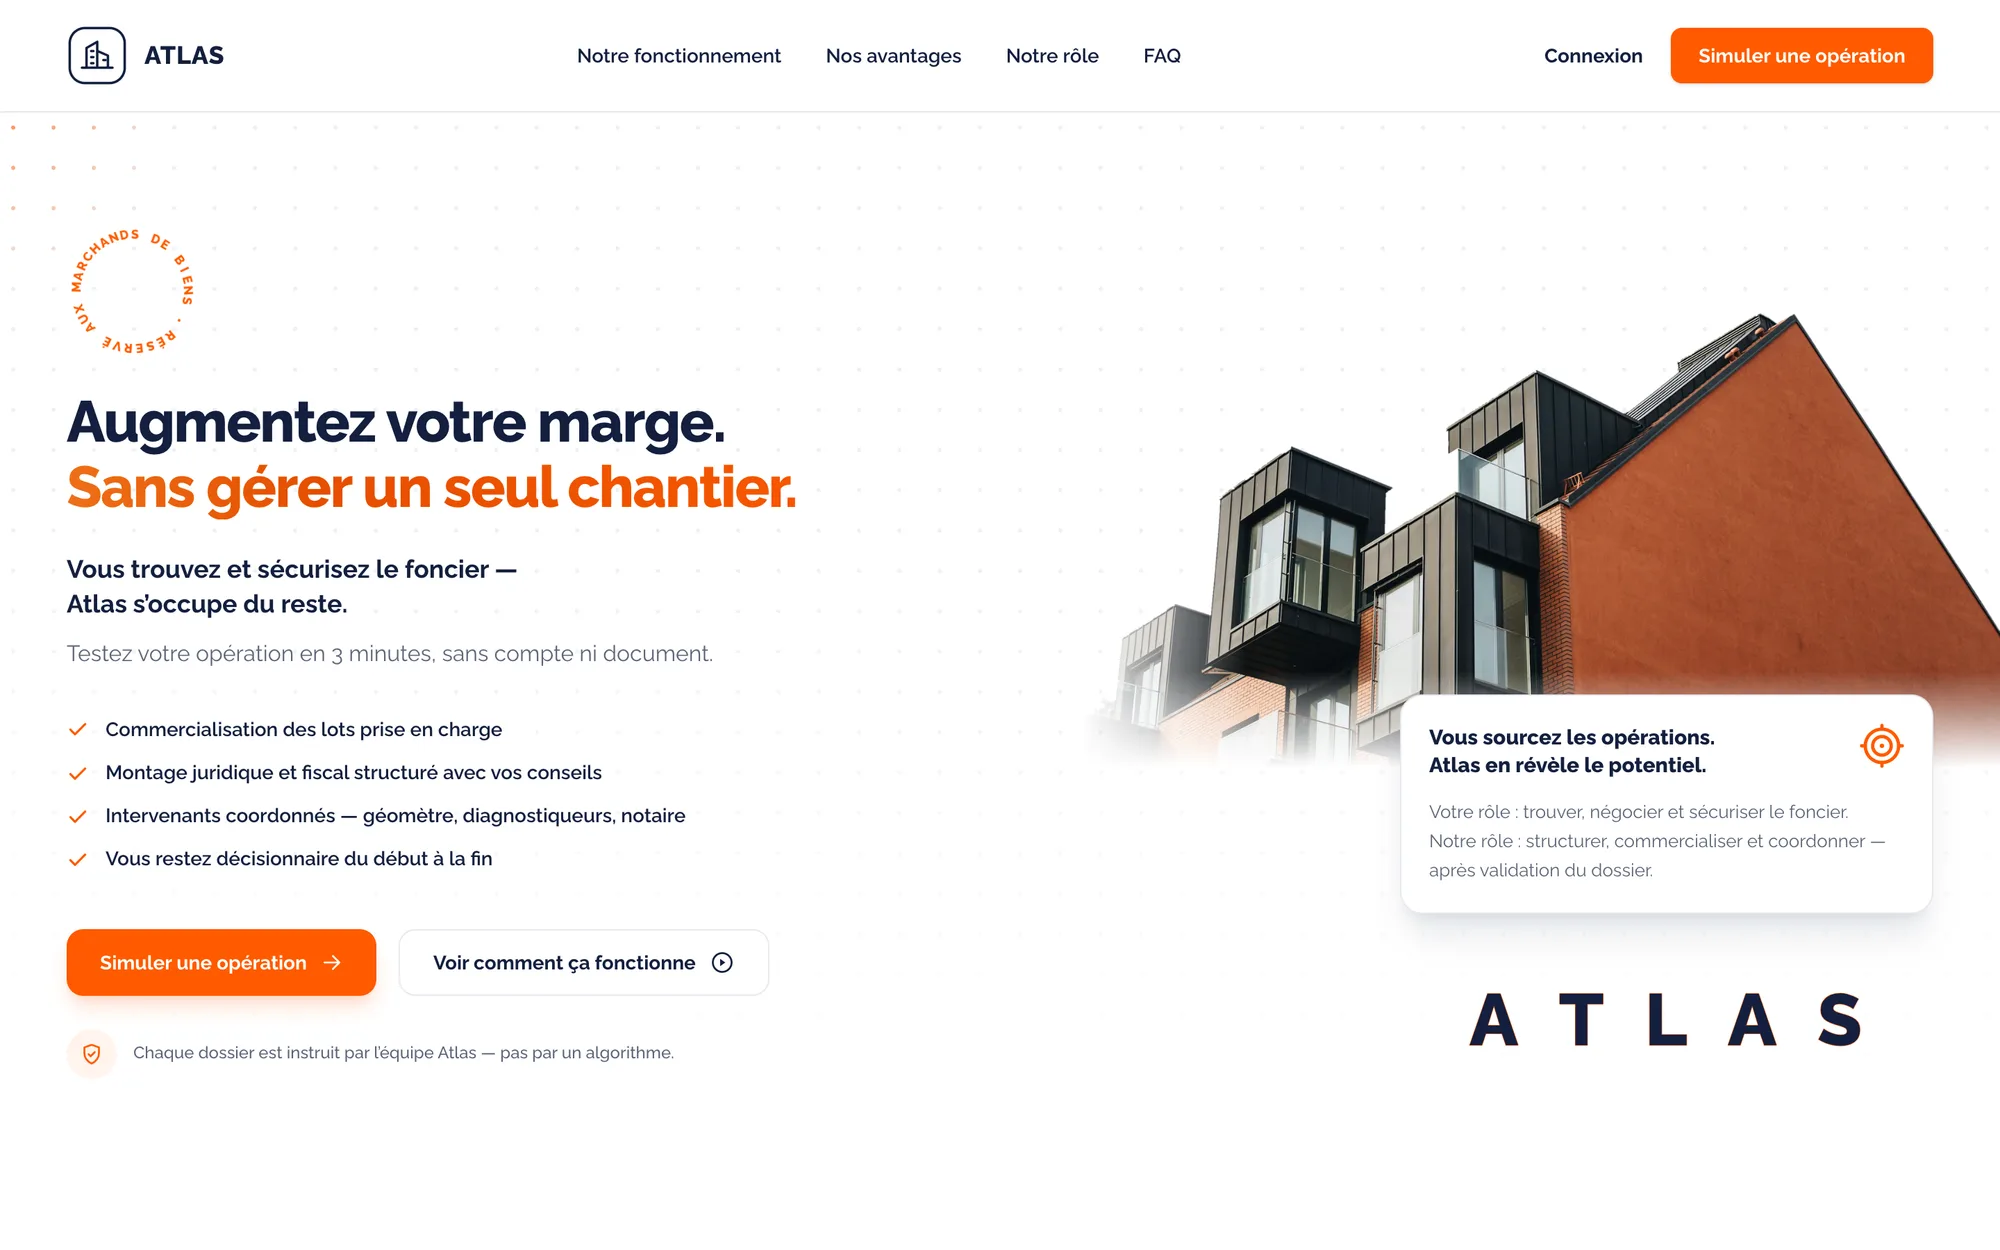 ATLAS
Notre fonctionnement
Nos avantages
Notre rôle
FAQ
Connexion
Simuler une opération
RÉSERVÉ AUX MARCHANDS DE BIENS ·
Augmentez votre marge.
Sans gérer un seul chantier.
Vous trouvez et sécurisez le foncier —
Atlas s’occupe du reste.
Testez votre opération en 3 minutes, sans compte ni document.
Commercialisation des lots prise en charge
Montage juridique et fiscal structuré avec vos conseils
Intervenants coordonnés — géomètre, diagnostiqueurs, notaire
Vous restez décisionnaire du début à la fin
Simuler une opération
Voir comment ça fonctionne
Chaque dossier est instruit par l’équipe Atlas — pas par un algorithme.
Vous sourcez les opérations.
Atlas en révèle le potentiel.
Votre rôle : trouver, négocier et sécuriser le foncier.
Notre rôle : structurer, commercialiser et coordonner —
après validation du dossier.
ATLAS